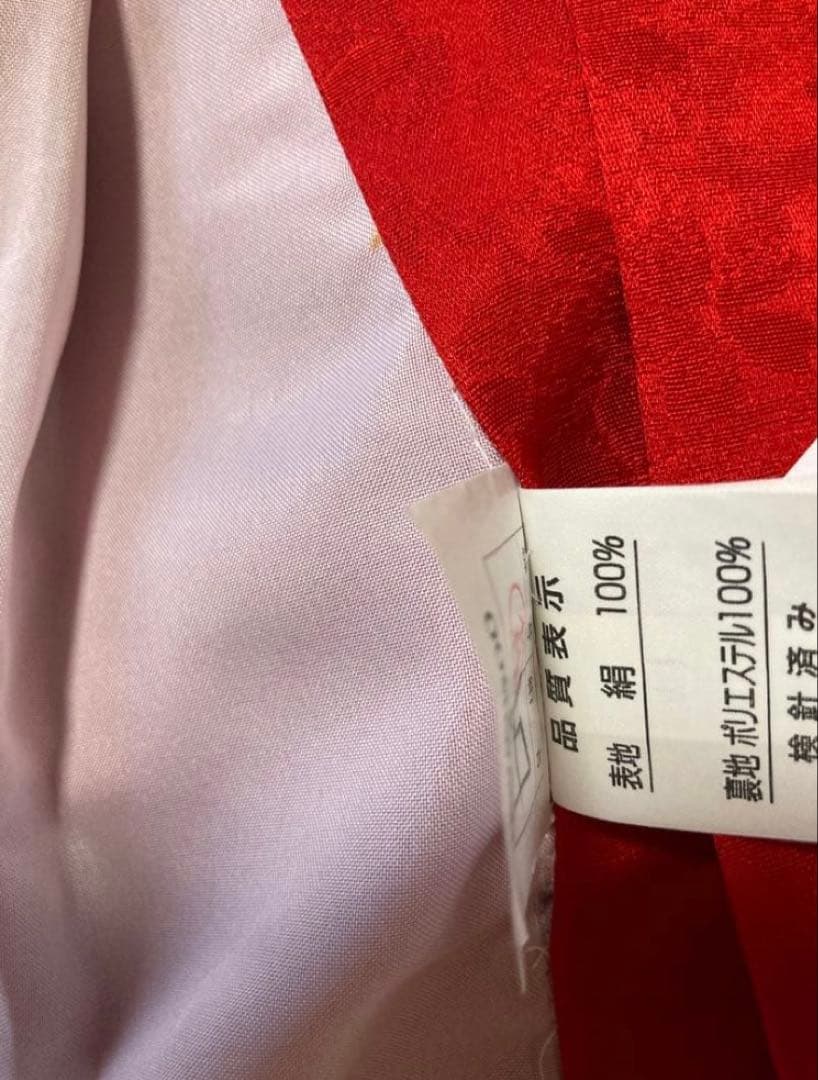 品質表示
表地 絹 100%
裏地 ポリエステル100%
検針済み